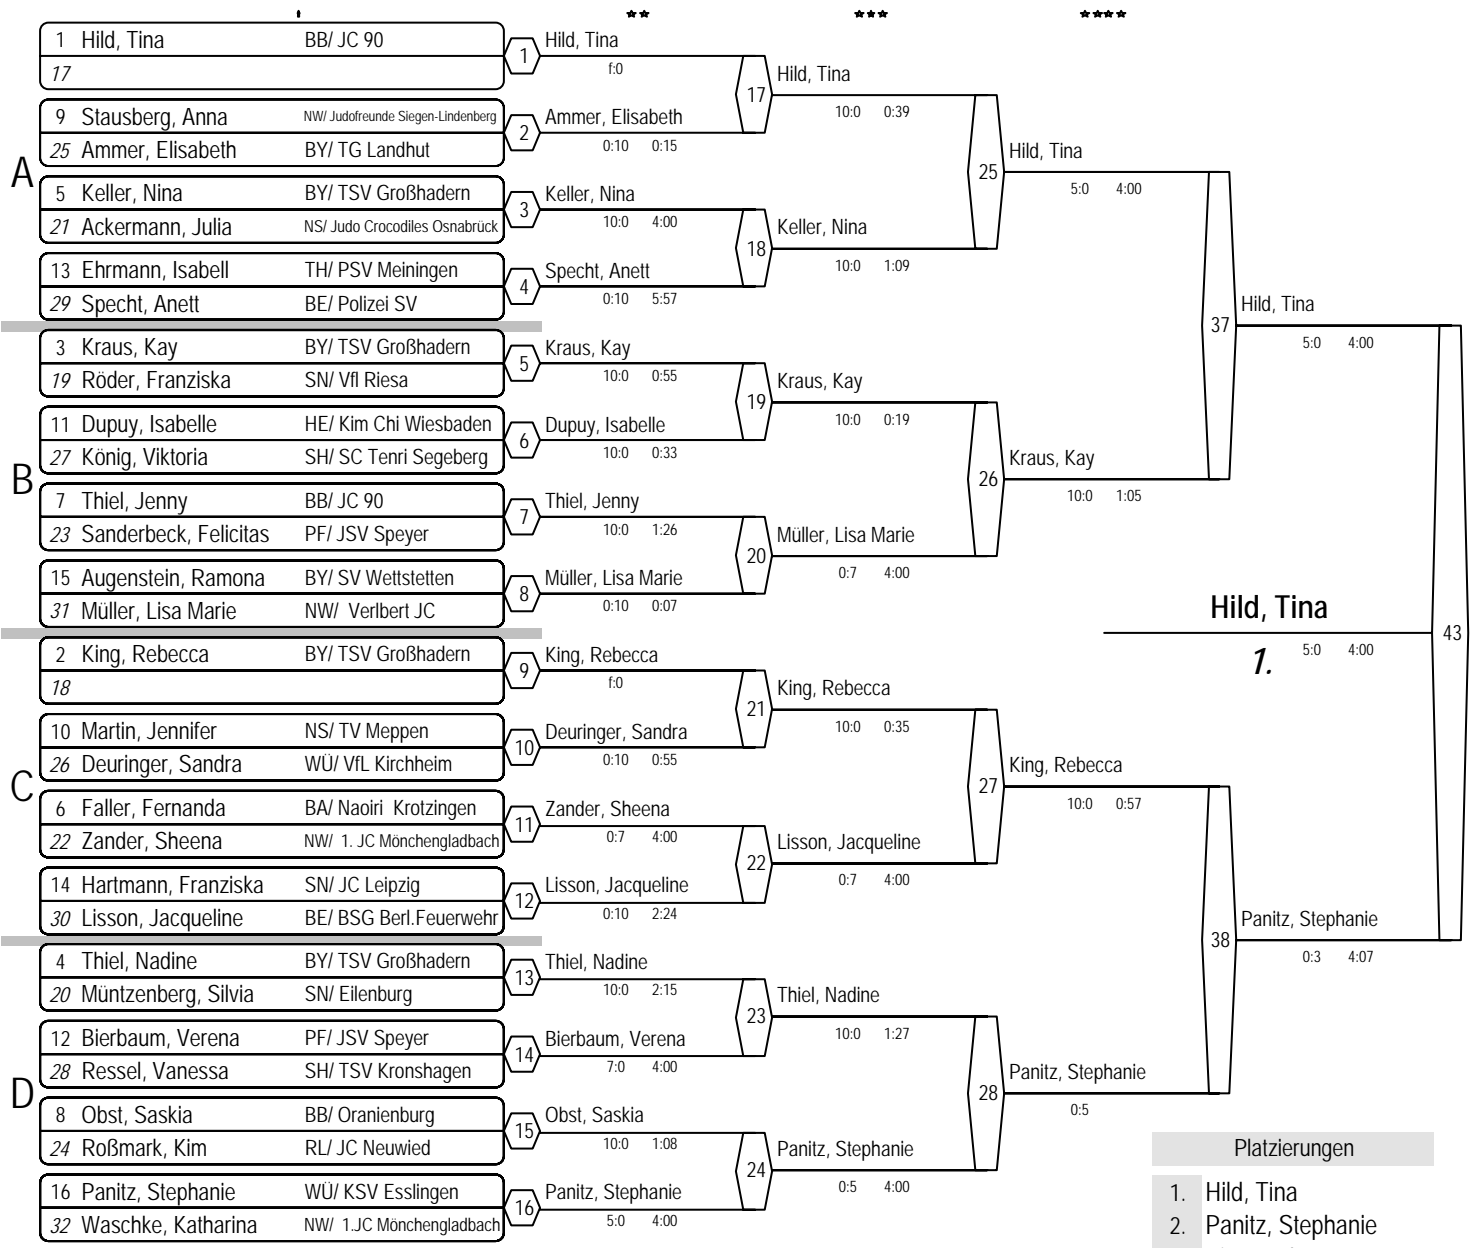 * ** *** ****
1 Hild, Tina BB/ JC 90
17
9 Stausberg, Anna NW/ Judofreunde Siegen-Lindenberg
25 Ammer, Elisabeth BY/ TG Landhut
A
5 Keller, Nina BY/ TSV Großhadern
21 Ackermann, Julia NS/ Judo Crocodiles Osnabrück
13 Ehrmann, Isabell TH/ PSV Meiningen
29 Specht, Anett BE/ Polizei SV
3 Kraus, Kay BY/ TSV Großhadern
19 Röder, Franziska SN/ Vfl Riesa
11 Dupuy, Isabelle HE/ Kim Chi Wiesbaden
27 König, Viktoria SH/ SC Tenri Segeberg
B
7 Thiel, Jenny BB/ JC 90
23 Sanderbeck, Felicitas PF/ JSV Speyer
15 Augenstein, Ramona BY/ SV Wettstetten
31 Müller, Lisa Marie NW/ Verlbert JC
2 King, Rebecca BY/ TSV Großhadern
18
10 Martin, Jennifer NS/ TV Meppen
26 Deuringer, Sandra WÜ/ VfL Kirchheim
C
6 Faller, Fernanda BA/ Naoiri Krotzingen
22 Zander, Sheena NW/ 1. JC Mönchengladbach
14 Hartmann, Franziska SN/ JC Leipzig
30 Lisson, Jacqueline BE/ BSG Berl.Feuerwehr
4 Thiel, Nadine BY/ TSV Großhadern
20 Müntzenberg, Silvia SN/ Eilenburg
12 Bierbaum, Verena PF/ JSV Speyer
28 Ressel, Vanessa SH/ TSV Kronshagen
D
8 Obst, Saskia BB/ Oranienburg
24 Roßmark, Kim RL/ JC Neuwied
16 Panitz, Stephanie WÜ/ KSV Esslingen
32 Waschke, Katharina NW/ 1.JC Mönchengladbach
1 Hild, Tina
f:0
2 Ammer, Elisabeth
0:10 0:15
3 Keller, Nina
10:0 4:00
4 Specht, Anett
0:10 5:57
5 Kraus, Kay
10:0 0:55
6 Dupuy, Isabelle
10:0 0:33
7 Thiel, Jenny
10:0 1:26
8 Müller, Lisa Marie
0:10 0:07
9 King, Rebecca
f:0
10 Deuringer, Sandra
0:10 0:55
11 Zander, Sheena
0:7 4:00
12 Lisson, Jacqueline
0:10 2:24
13 Thiel, Nadine
10:0 2:15
14 Bierbaum, Verena
7:0 4:00
15 Obst, Saskia
10:0 1:08
16 Panitz, Stephanie
5:0 4:00
17 Hild, Tina
10:0 0:39
18 Keller, Nina
10:0 1:09
19 Kraus, Kay
10:0 0:19
20 Müller, Lisa Marie
0:7 4:00
21 King, Rebecca
10:0 0:35
22 Lisson, Jacqueline
0:7 4:00
23 Thiel, Nadine
10:0 1:27
24 Panitz, Stephanie
0:5 4:00
25 Hild, Tina
5:0 4:00
26 Kraus, Kay
10:0 1:05
27 King, Rebecca
10:0 0:57
28 Panitz, Stephanie
0:5
37 Hild, Tina
5:0 4:00
38 Panitz, Stephanie
0:3 4:07
Hild, Tina 43
1. 5:0 4:00
Platzierungen
1. Hild, Tina
2. Panitz, Stephanie